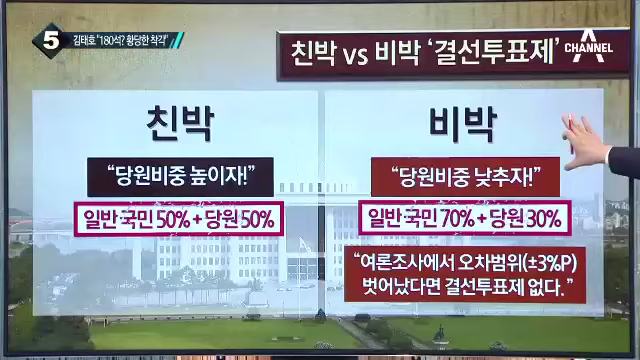 5 김태호 "180석? 황당한 착각"
친박 vs 비박 '결선투표제'
CHANNEL A
친박
"당원비중 높이자!"
일반 국민 50% + 당원 50%
비박
"당원비중 낮추자!"
일반 국민 70% + 당원 30%
"여론조사에서 오차범위(±3%P)
벗어났다면 결선투표제 없다."